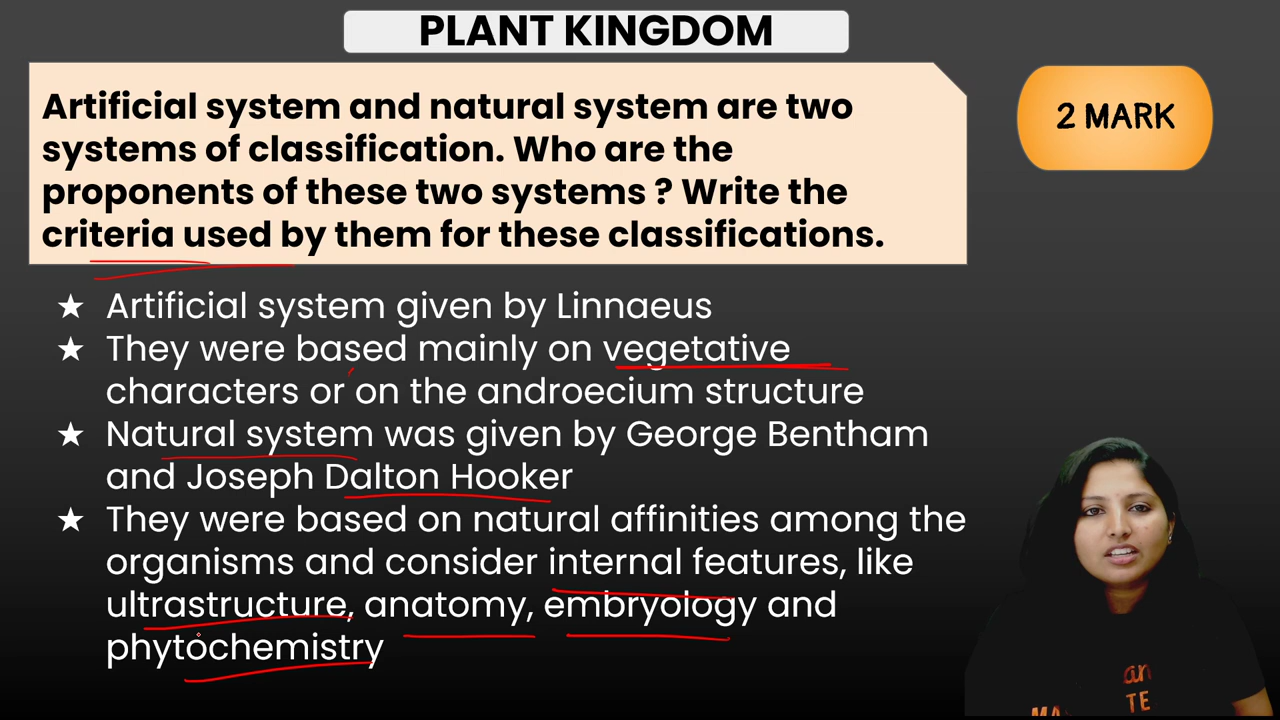 PLANT KINGDOM
Artificial system and natural system are two
systems of classification. Who are the
proponents of these two systems ? Write the
criteria used by them for these classifications.
2 MARK
★ Artificial system given by Linnaeus
★ They were based mainly on vegetative
characters or on the androecium structure
★ Natural system was given by George Bentham
and Joseph Dalton Hooker
★ They were based on natural affinities among the
organisms and consider internal features, like
ultrastructure, anatomy, embryology and
phytochemistry